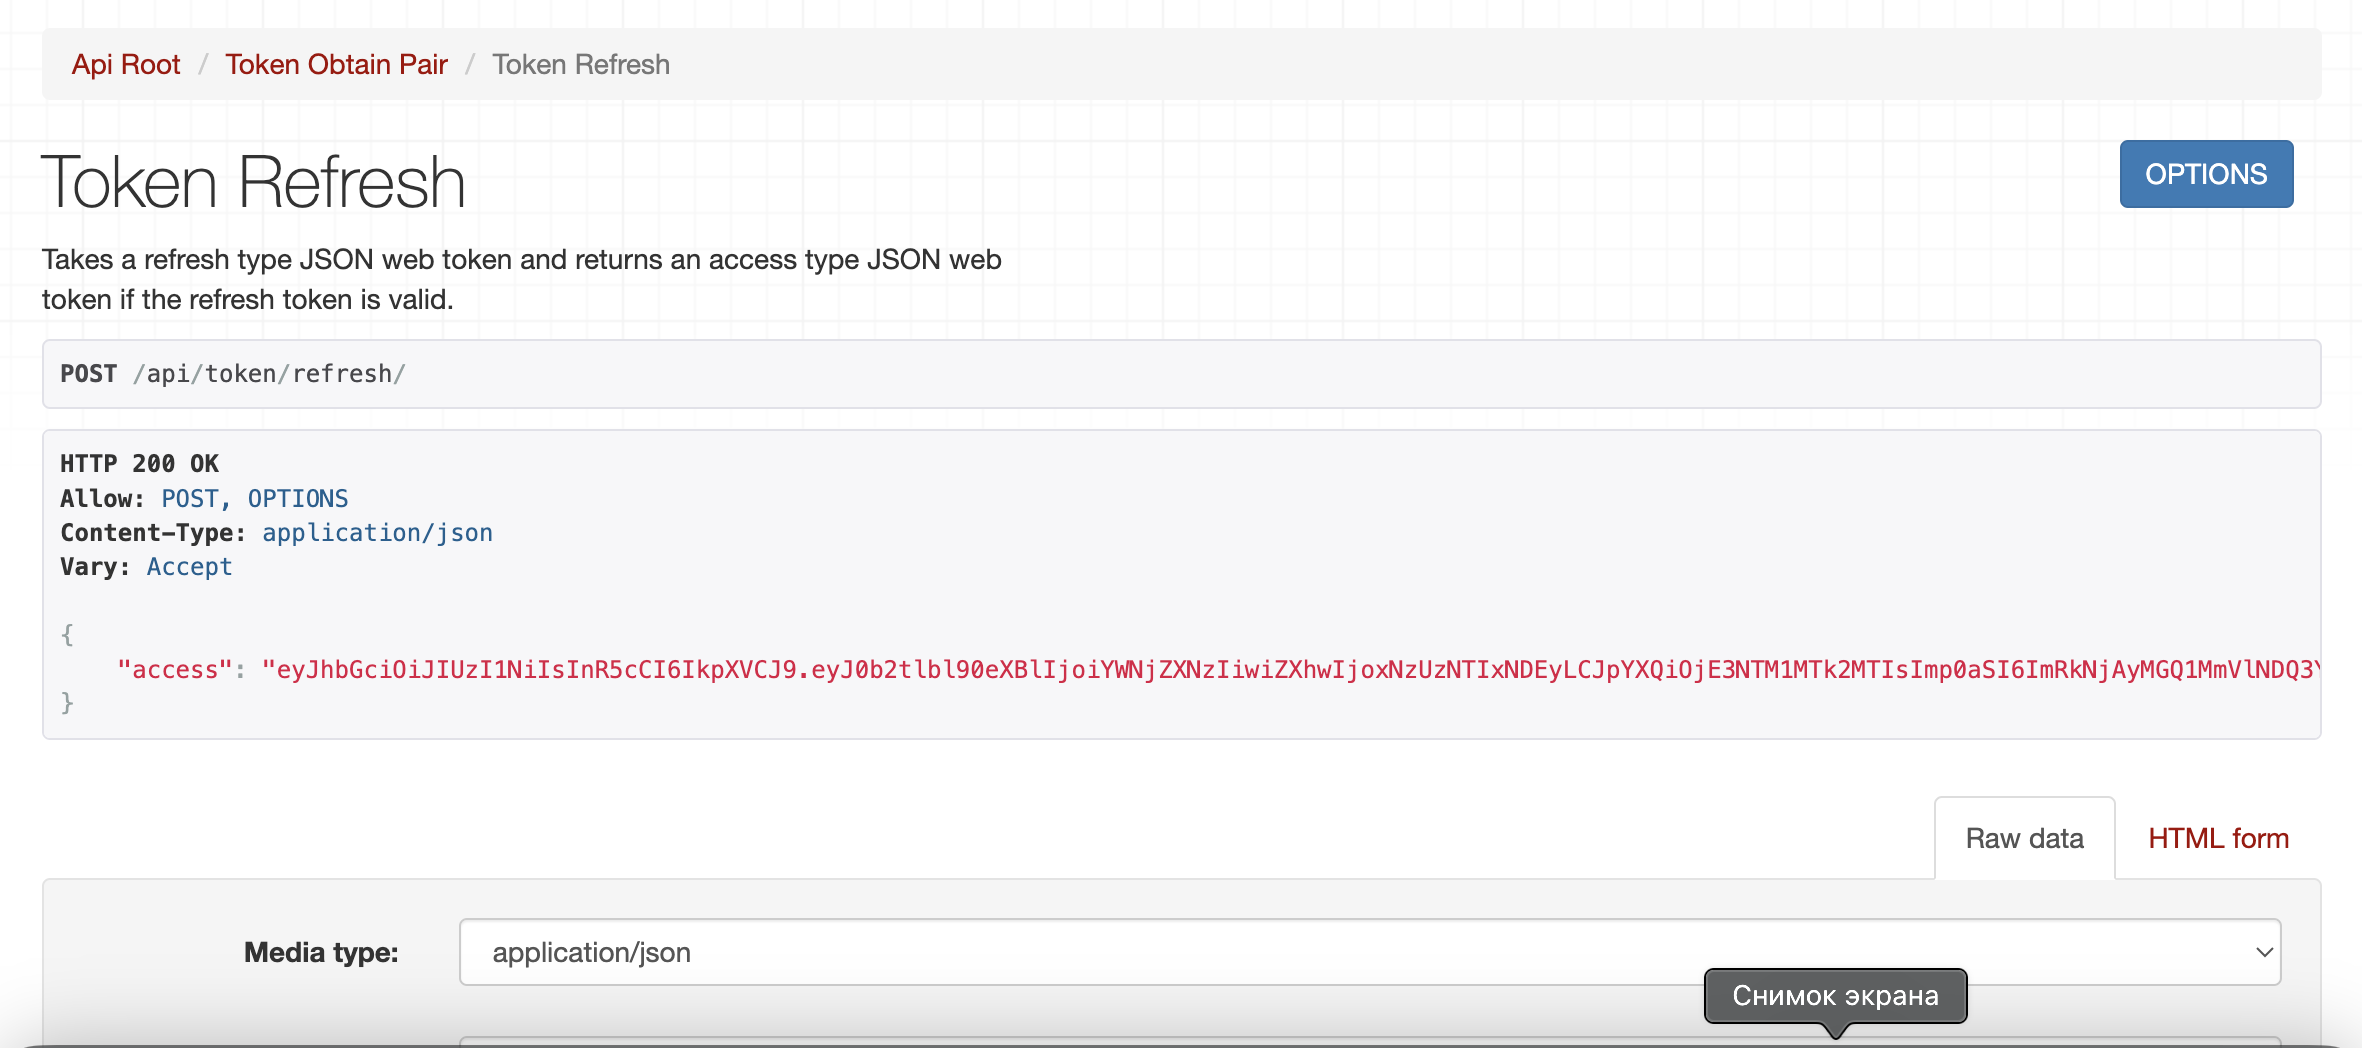 Api Root / Token Obtain Pair / Token Refresh
Token Refresh
OPTIONS
Takes a refresh type JSON web token and returns an access type JSON web
token if the refresh token is valid.
POST /api/token/refresh/
HTTP 200 OK
Allow: POST, OPTIONS
Content-Type: application/json
Vary: Accept
{
"access": "eyJhbGciOiJIUzI1NiIsInR5cCI6IkpXVCJ9.eyJ0b2tlbl90eXBlIjoiYWNjZXNzIiwiZXhwIjoxNzUzNTIxNDEyLCJpYXQiOjE3NTM1MTk2MTIsImp0aSI6ImRkNjAyMGQ1MmVlNDQ3Y
}
Raw data
HTML form
Media type:
application/json
Снимок экрана